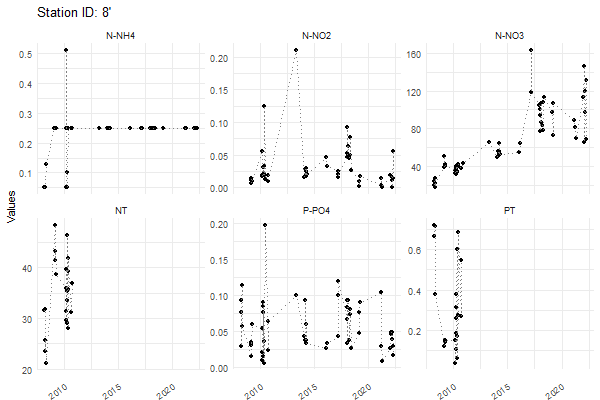 Station ID: 8'
N-NH4 N-NO2 N-NO3
0.5 0.4 0.3 0.2 0.1
0.20 0.15 0.10 0.05 0.00
160 120 80 40
Values
NT P-PO4 PT
40 30 20
0.20 0.15 0.10 0.05 0.00
0.6 0.4 0.2
2010 2015 2020 2010 2015 2020 2010 2015 2020